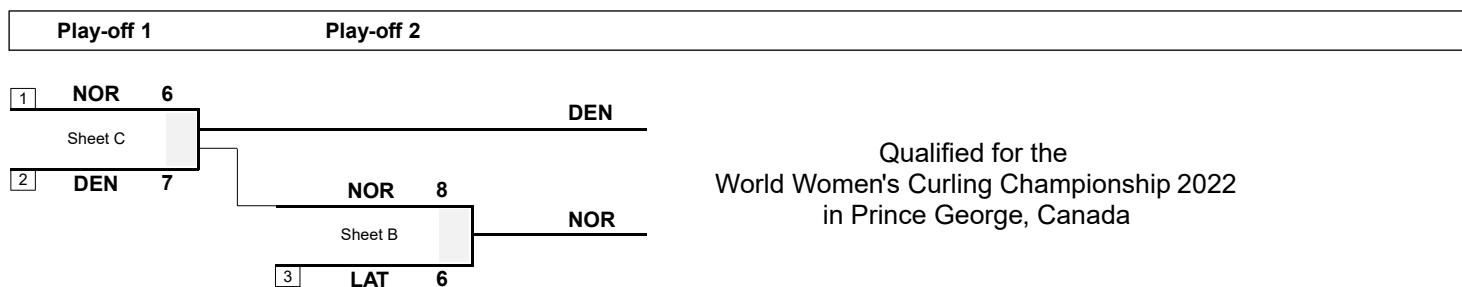 Play-off 1 Play-off 2
1 NOR 6
DEN
Sheet C
2 DEN 7
NOR 8
NOR
Sheet B
3 LAT 6
Qualified for the
World Women's Curling Championship 2022
in Prince George, Canada